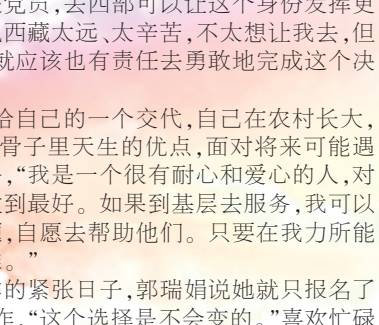 党员,去西部可以让这个身份发挥更
西藏太远、太辛苦,不太想让我去,但
就应该也有责任去勇敢地完成这个决
给自己的一个交代,自己在农村长大,
骨子里天生的优点,面对将来可能遇
,“我是一个很有耐心和爱心的人,对
到最好。如果到基层去服务,我可以
,自愿去帮助他们。只要在我力所能
。”
的紧张日子,郭瑞娟说她就只报名了
作,“这个选择是不会变的。”喜欢忙碌